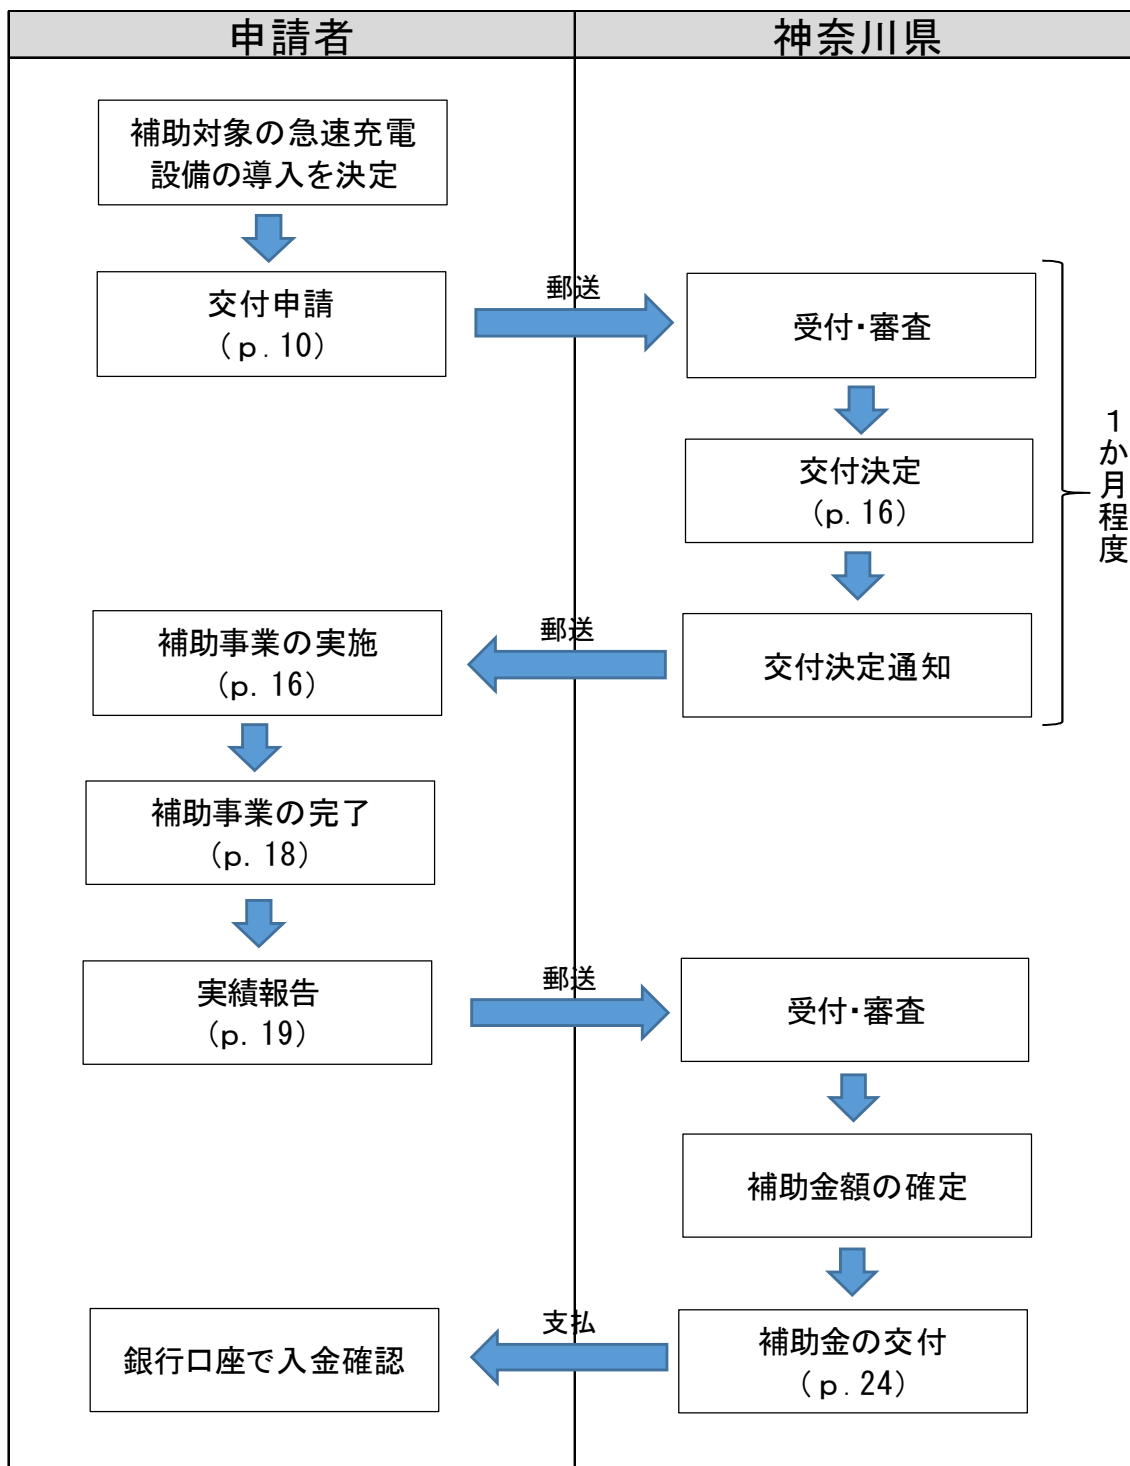 申請者
神奈川県
補助対象の急速充電
設備の導入を決定
交付申請
(p.10)
郵送
受付・審査
交付決定
(p.16)
1か月程度
補助事業の実施
(p.16)
郵送
交付決定通知
補助事業の完了
(p.18)
実績報告
(p.19)
郵送
受付・審査
補助金額の確定
銀行口座で入金確認
支払
補助金の交付
(p.24)